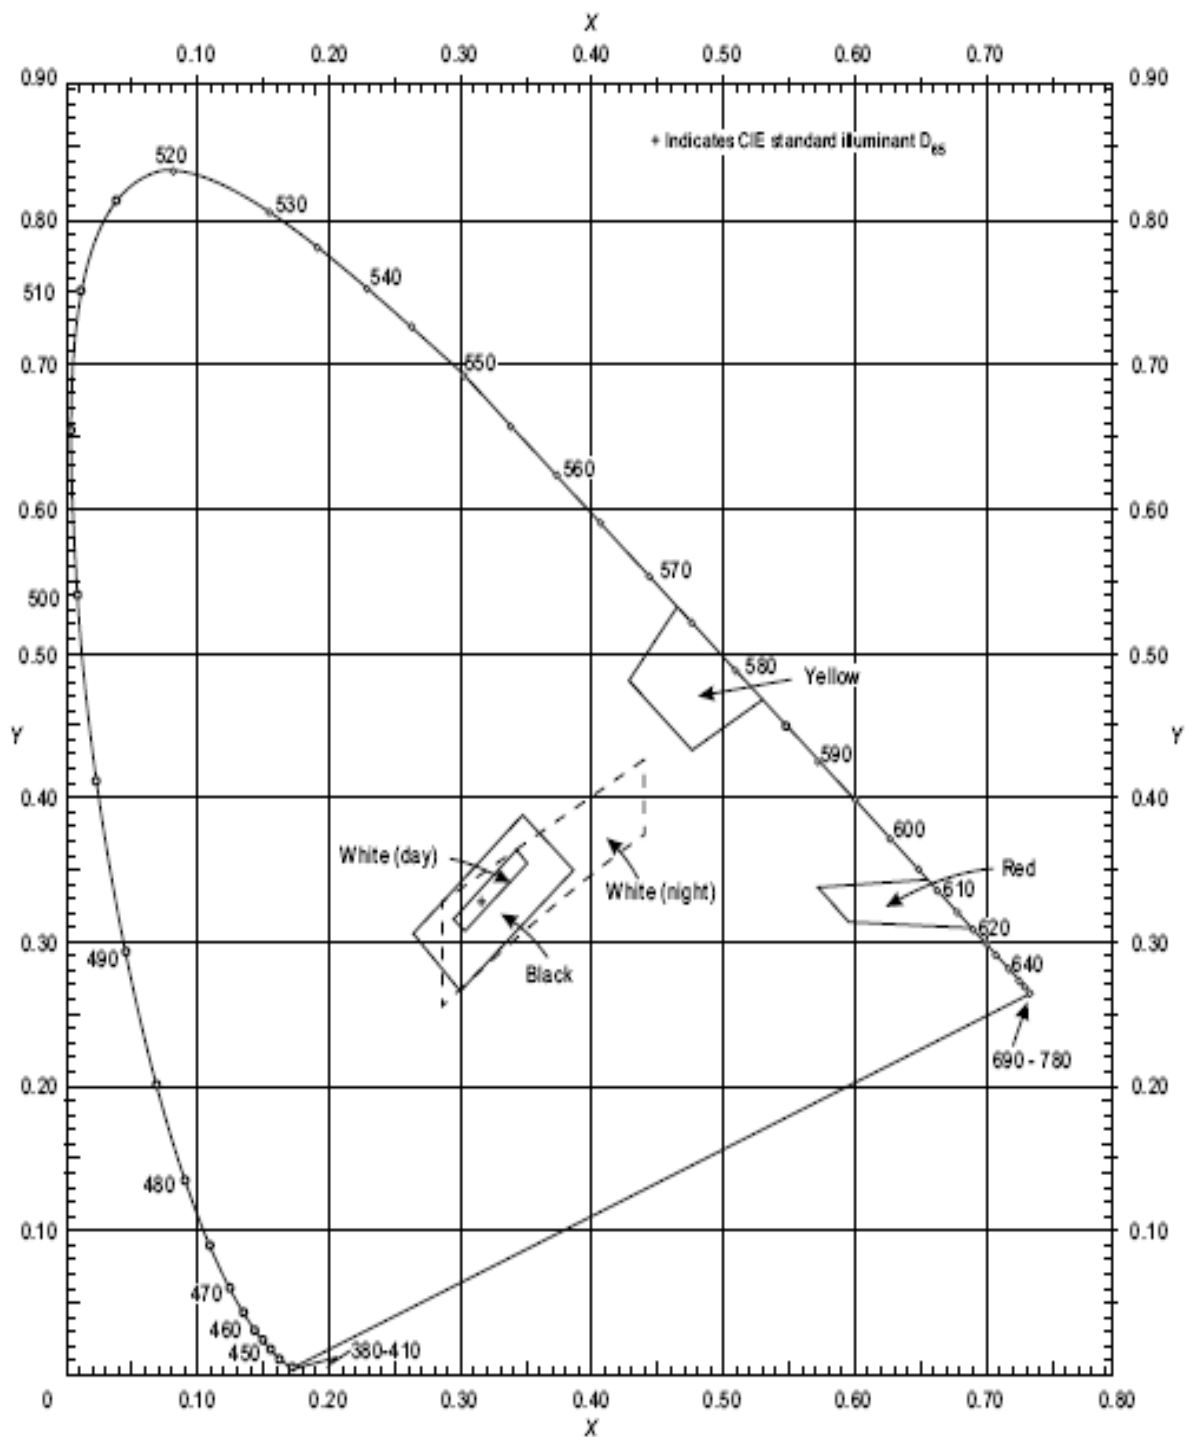 X
0.10 0.20 0.30 0.40 0.50 0.60 0.70
0.90 0.90
+ Indicates CIE standard illuminant D65
520
530
0.80 0.80
540
510
0.70 550 0.70
560
0.60 0.60
570
500
0.50 580 0.50
Yellow
Y 590 Y
0.40 0.40
600
White (day)
Red
610
White (night)
620
0.30 0.30
490 Black 640
690 - 780
0.20 0.20
480
0.10 0.10
470
460
450 380-410
0 0.10 0.20 0.30 0.40 0.50 0.60 0.70 0.80
X